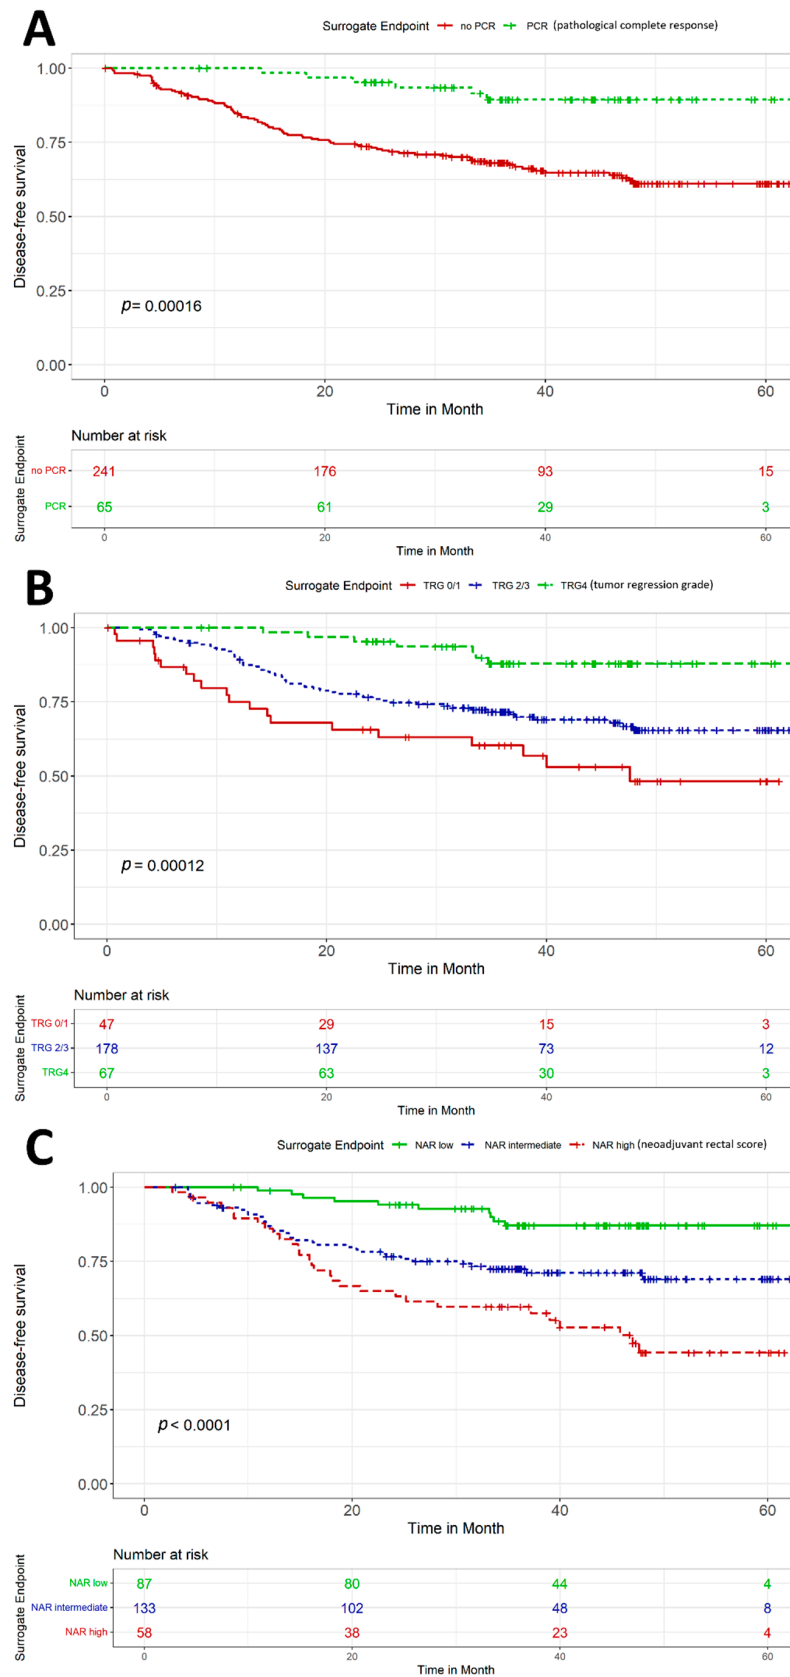 A
Surrogate Endpoint no PCR PCR (pathological complete response)
Disease-free survival
1.00
0.75
0.50
0.25
0.00
p= 0.00016
0 20 40 60
Time in Month
Number at risk
Surrogate Endpoint
no PCR 241 176 93 15
PCR 65 61 29 3
0 20 40 60
Time in Month
B
Surrogate Endpoint TRG 0/1 TRG 2/3 TRG4 (tumor regression grade)
Disease-free survival
1.00
0.75
0.50
0.25
0.00
p = 0.00012
0 20 40 60
Time in Month
Number at risk
Surrogate Endpoint
TRG 0/1 47 29 15 3
TRG 2/3 178 137 73 12
TRG4 67 63 30 3
0 20 40 60
Time in Month
C
Surrogate Endpoint NAR low NAR intermediate NAR high (neoadjuvant rectal score)
Disease-free survival
1.00
0.75
0.50
0.25
0.00
p < 0.0001
0 20 40 60
Time in Month
Number at risk
Surrogate Endpoint
NAR low 87 80 44 4
NAR intermediate 133 102 48 8
NAR high 58 38 23 4
0 20 40 60
Time in Month